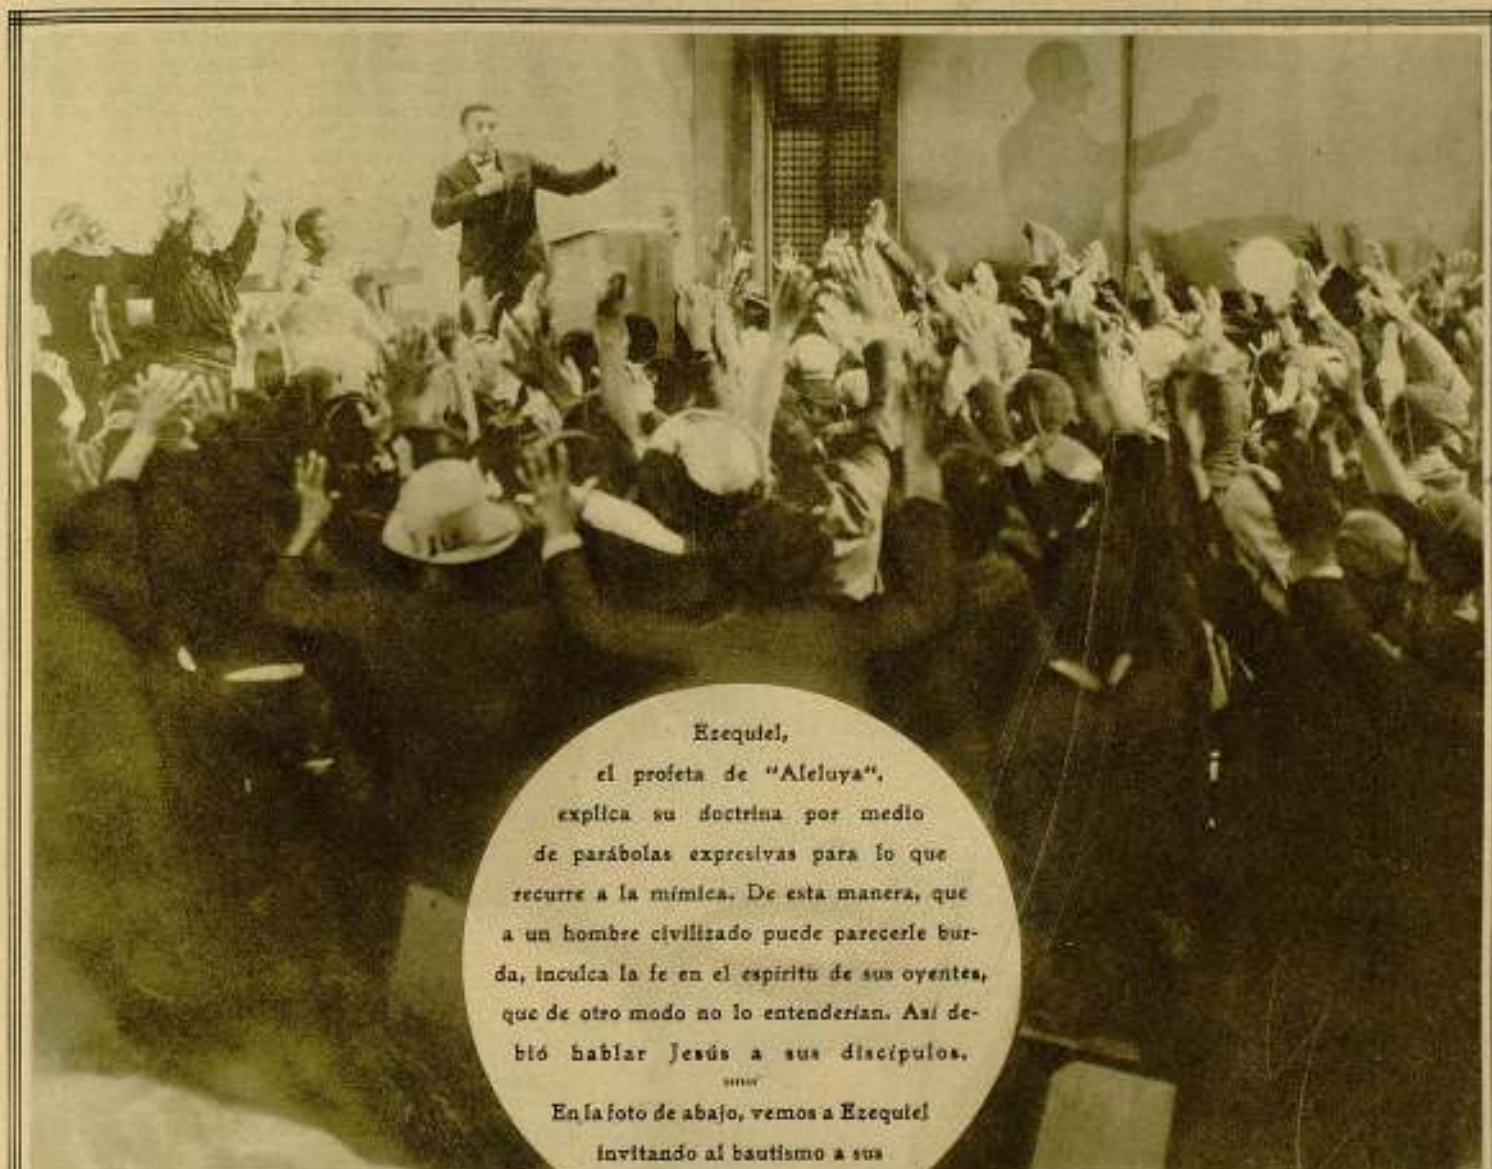 Ezequiel,
el profeta de "Aleluya",
explica su doctrina por medio
de parábolas expresivas para lo que
recurre a la mímica. De esta manera, que
a un hombre civilizado puede parecerle bur-
da, inculca la fe en el espíritu de sus oyentes,
que de otro modo no lo entenderían. Así de-
bió hablar Jesús a sus discípulos.
En la foto de abajo, vemos a Ezequiel
invitando al bautismo a sus